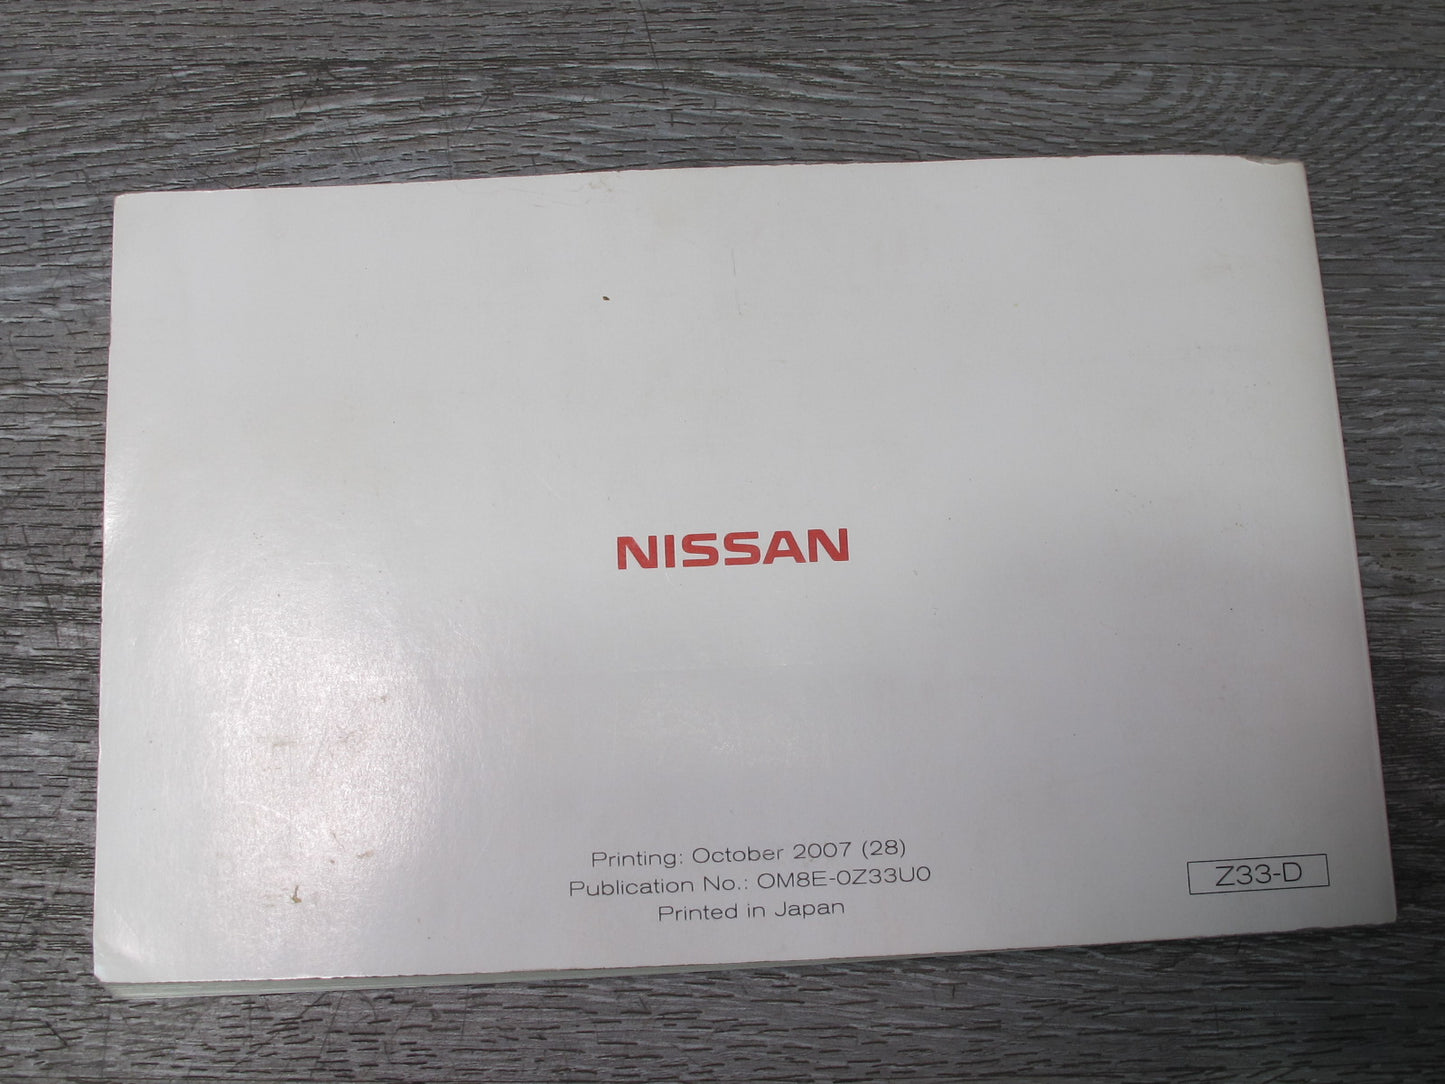 NISSAN
Printing: October 2007 (28)
Publication No.: OM8E-0Z33U0
Printed in Japan
Z33-D